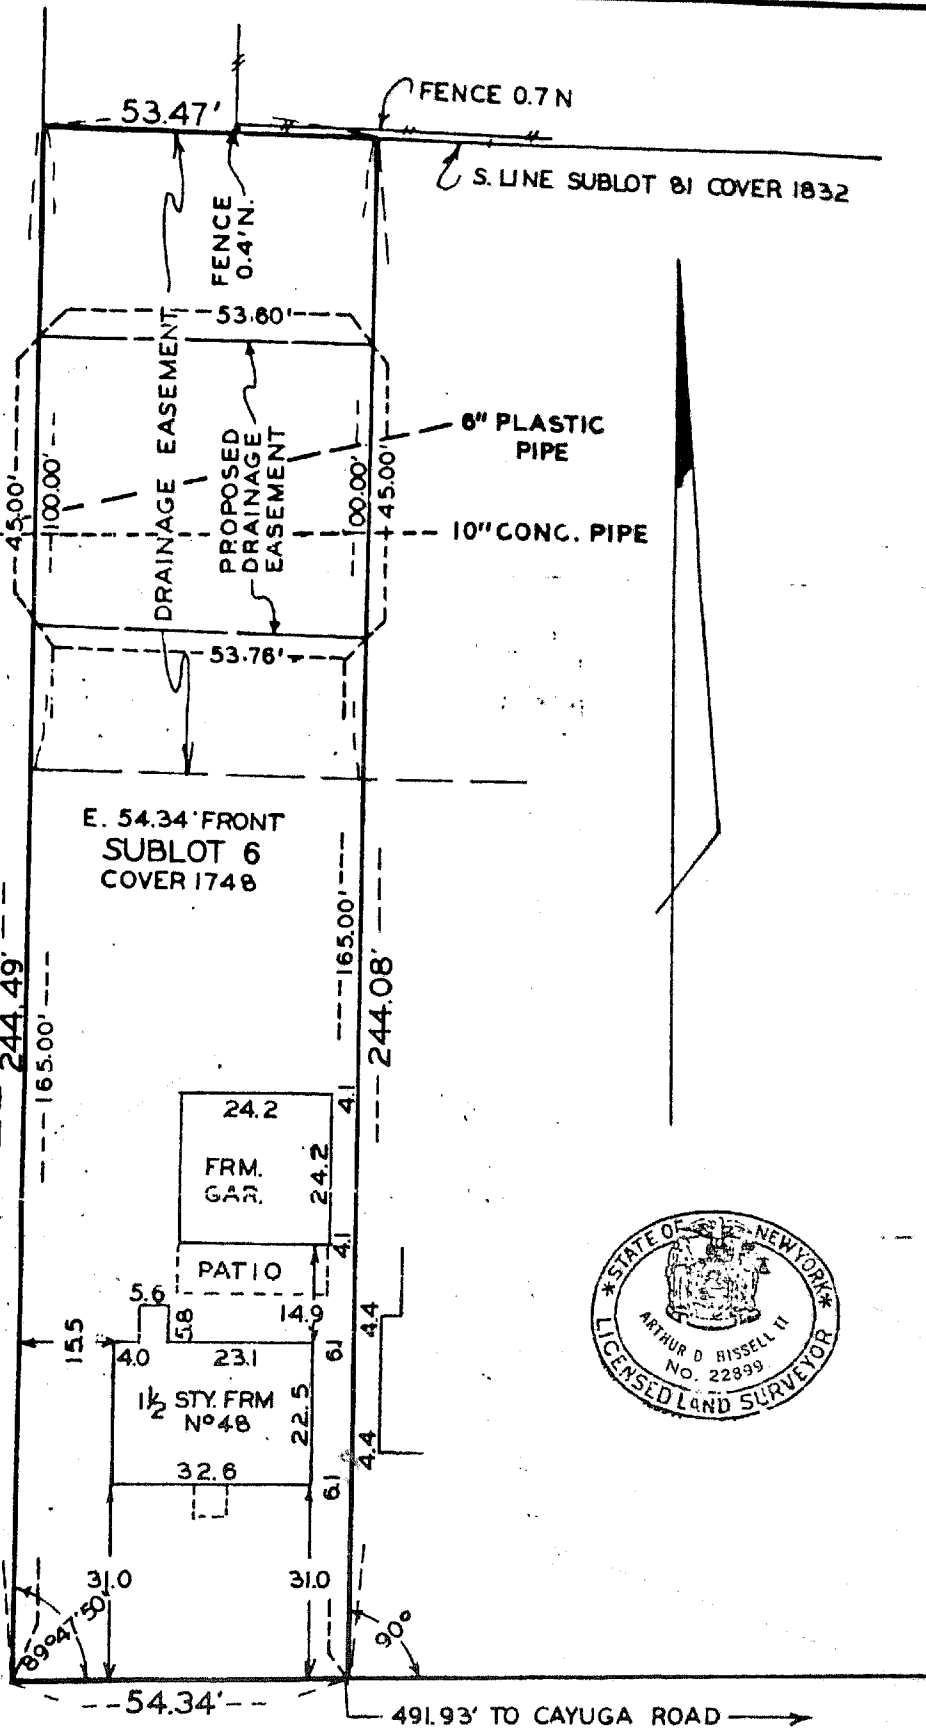 53.47'
FENCE 0.7 N
S. LINE SUBLOT 81 COVER 1832
FENCE
0.4'N.
DRAINAGE EASEMENT
53.60'
6" PLASTIC
PIPE
PROPOSED
DRAINAGE
EASEMENT
45.00'
100.00'
100.00'
45.00'
10" CONC. PIPE
53.76'
E. 54.34' FRONT
SUBLOT 6
COVER 1748
244.49'
165.00'
165.00'
244.08'
24.2
4.1
FRM.
GAR.
24.2
4.1
PATIO
5.6
5.8
14.9
4.4
15.5
4.0
23.1
6.1
1½ STY. FRM
Nº 48
22.5
4.4
32.6
6.1
31.0
31.0
89°47'50"
90°
54.34'
491.93' TO CAYUGA ROAD
*STATE OF NEW YORK*
ARTHUR D BISSELL II
NO. 22899
LICENSED LAND SURVEYOR